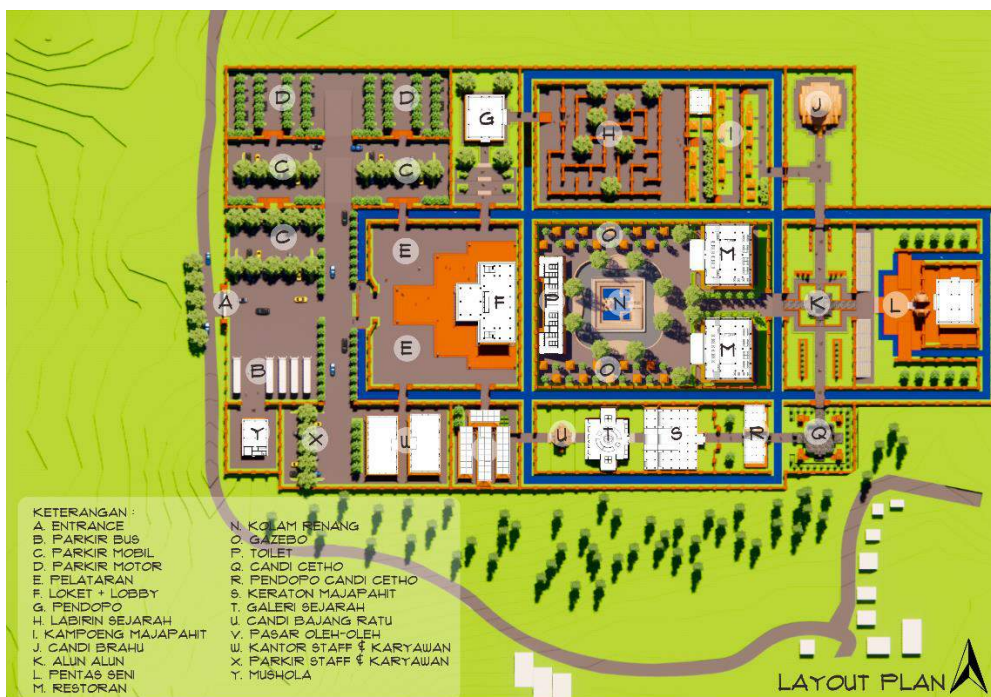 D D J
G H I
C C
C O
E M
A P N F K L
E M
B O
Y X W U T S R Q
KETERANGAN :
A. ENTRANCE
B. PARKIR BUS
C. PARKIR MOBIL
D. PARKIR MOTOR
E. PELATARAN
F. LOKET + LOBBY
G. PENDOPO
H. LABIRIN SEJARAH
I. KAMPOENG MAJAPAHIT
J. CANDI BRAHU
K. ALUN ALUN
L. PENTAS SENI
M. RESTORAN
N. KOLAM RENANG
O. GAZEBO
P. TOILET
Q. CANDI CETHO
R. PENDOPO CANDI CETHO
S. KERATON MAJAPAHIT
T. GALERI SEJARAH
U. CANDI BAJANG RATU
V. PASAR OLEH-OLEH
W. KANTOR STAFF & KARYAWAN
X. PARKIR STAFF & KARYAWAN
Y. MUSHOLA
LAYOUT PLAN